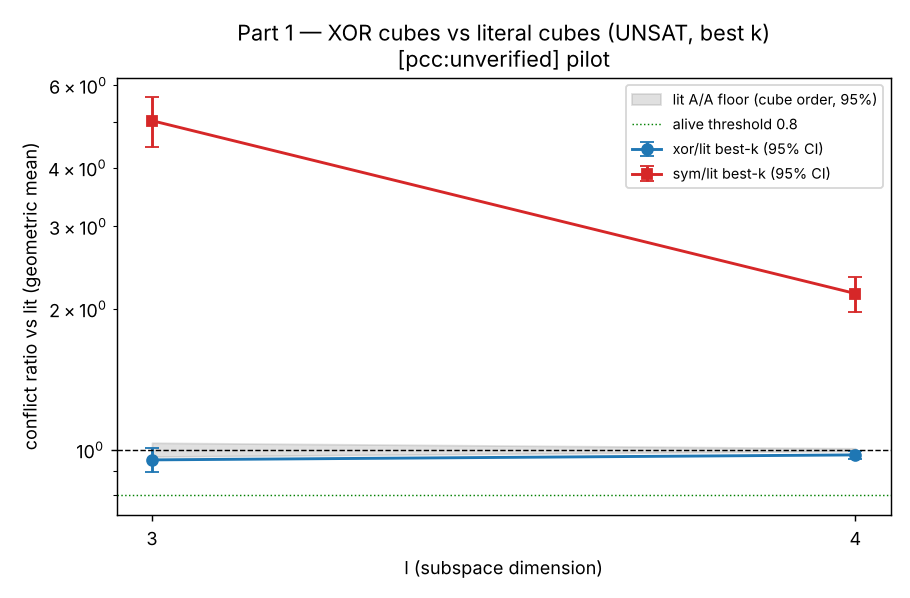 Part 1 — XOR cubes vs literal cubes (UNSAT, best k)
[pcc:unverified] pilot
conflict ratio vs lit (geometric mean)
6 × 10⁰
4 × 10⁰
3 × 10⁰
2 × 10⁰
10⁰
lit A/A floor (cube order, 95%)
alive threshold 0.8
xor/lit best-k (95% CI)
sym/lit best-k (95% CI)
3
4
l (subspace dimension)